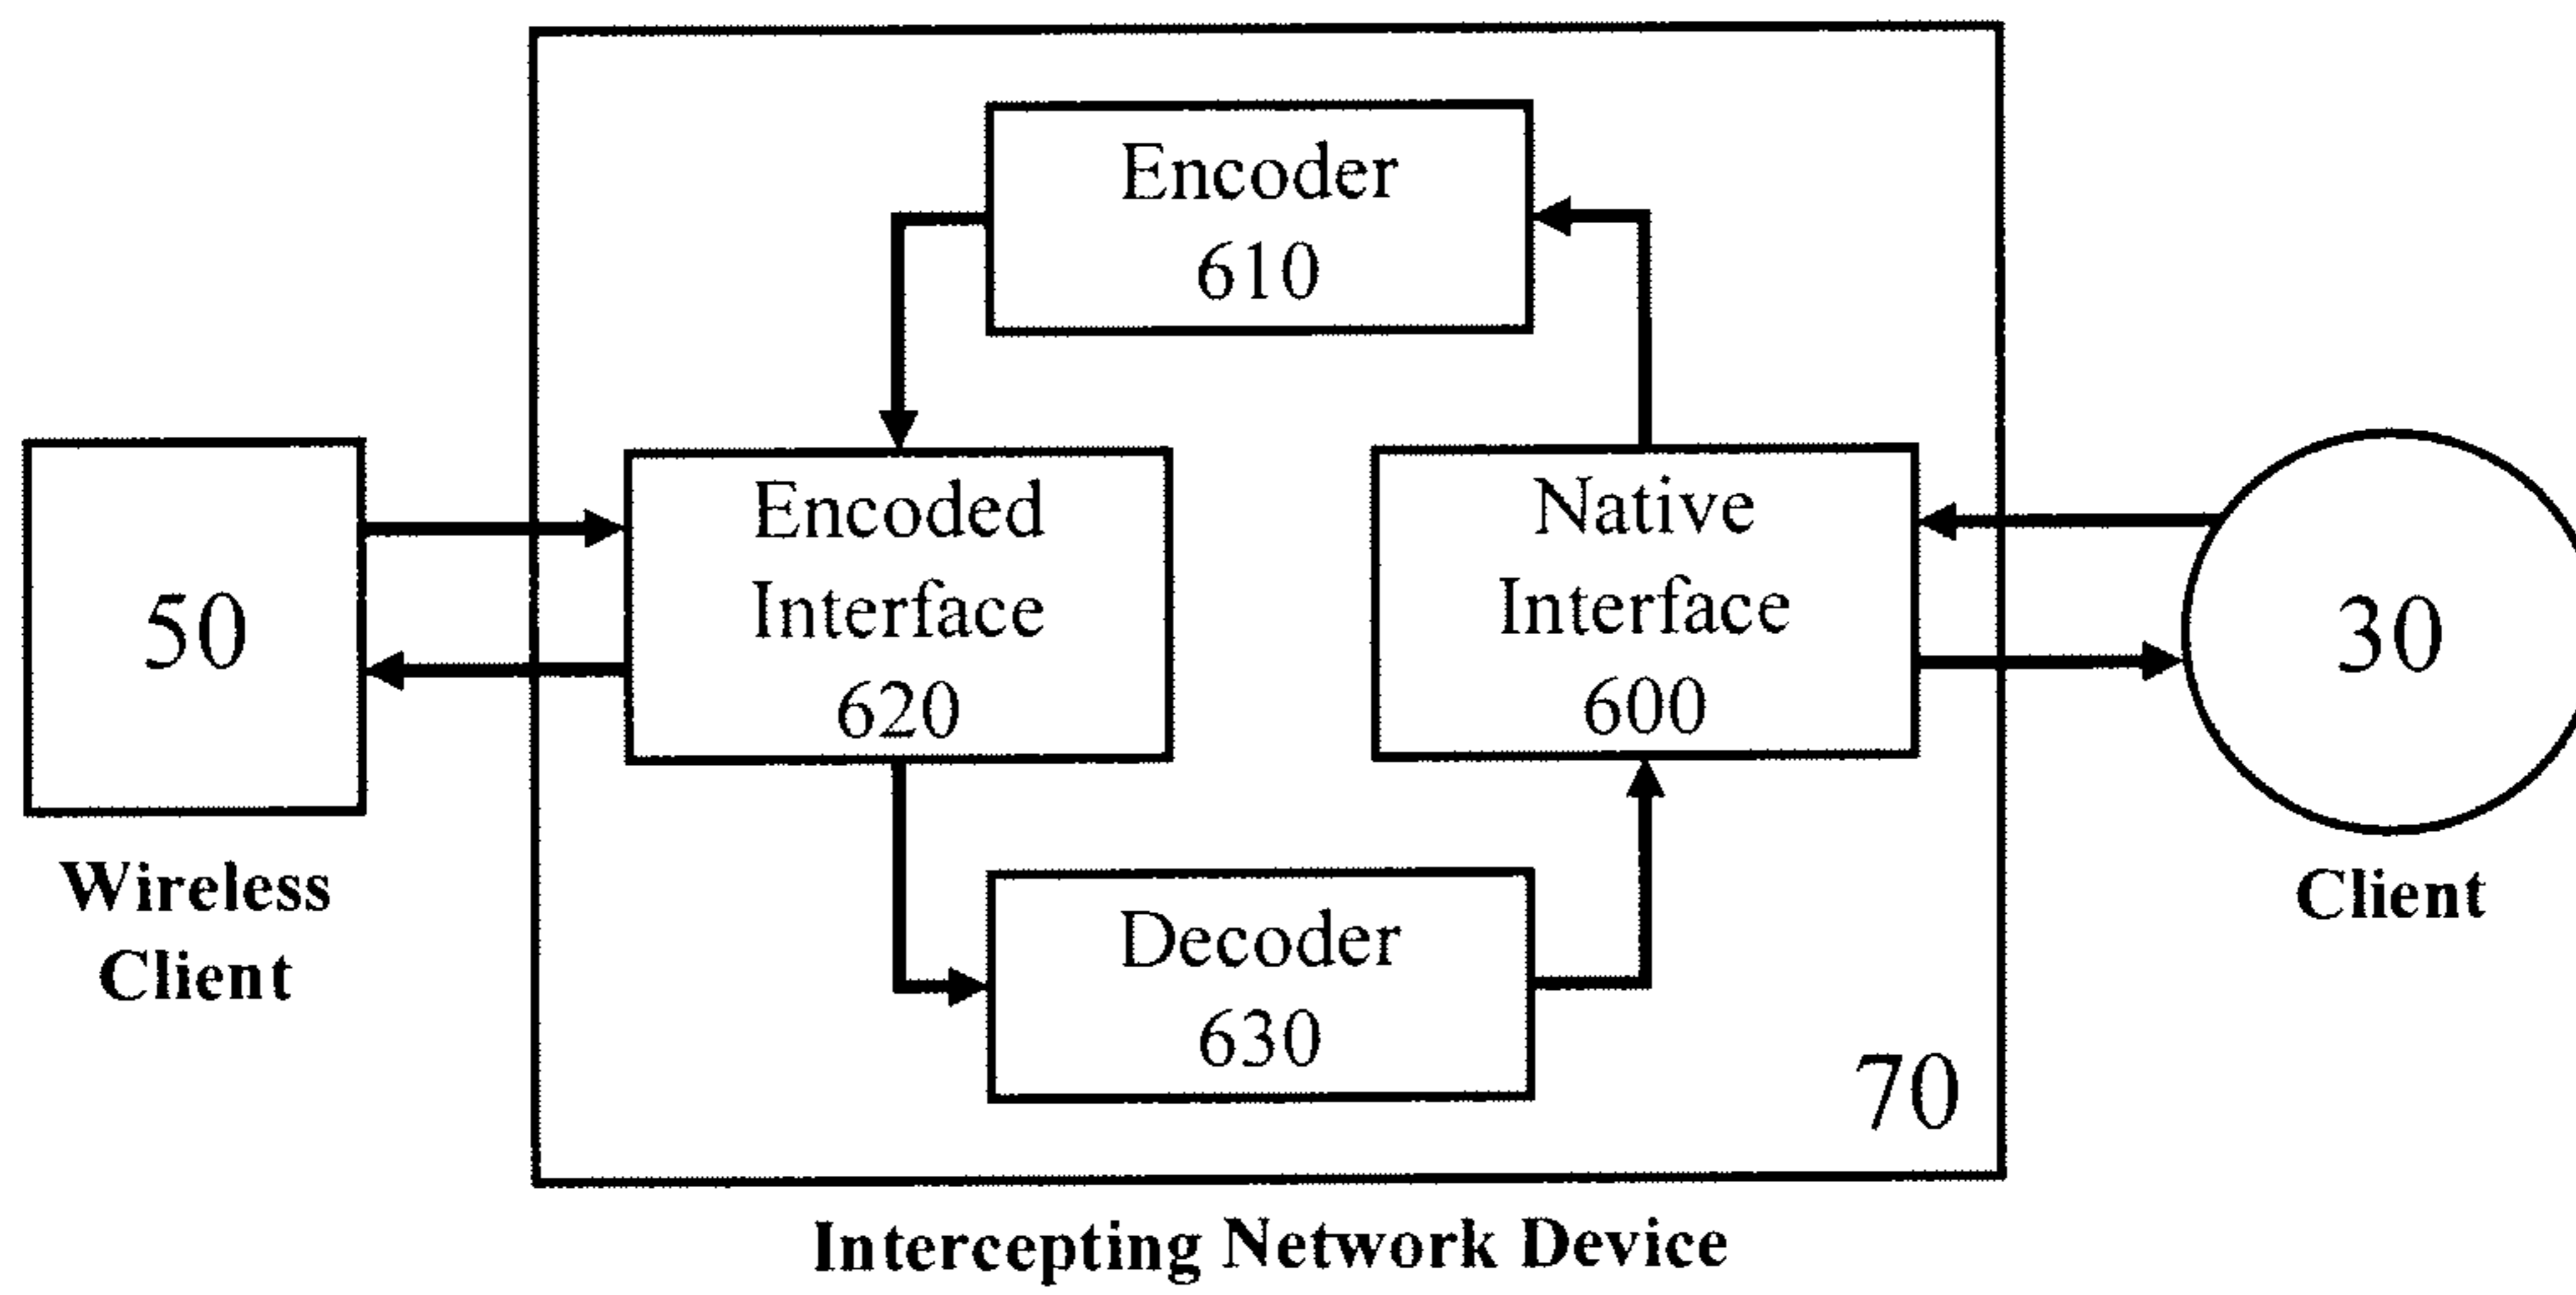 Encoder
610
Encoded
Interface
620
Native
Interface
600
50
30
Wireless
Client
Client
Decoder
630
70
Intercepting Network Device